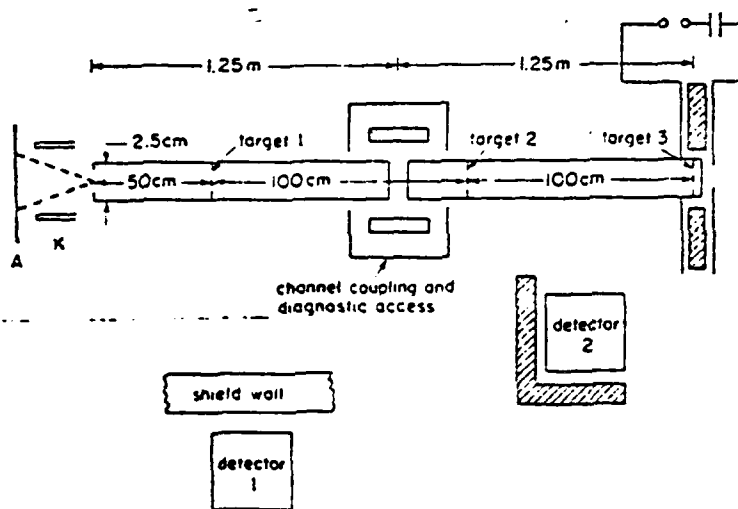 1.25m 1.25m
2.5cm target 1 target 2 target 3
50cm 100cm 100cm
K
A
channel coupling and
diagnostic access
detector
2
shield wall
detector
1